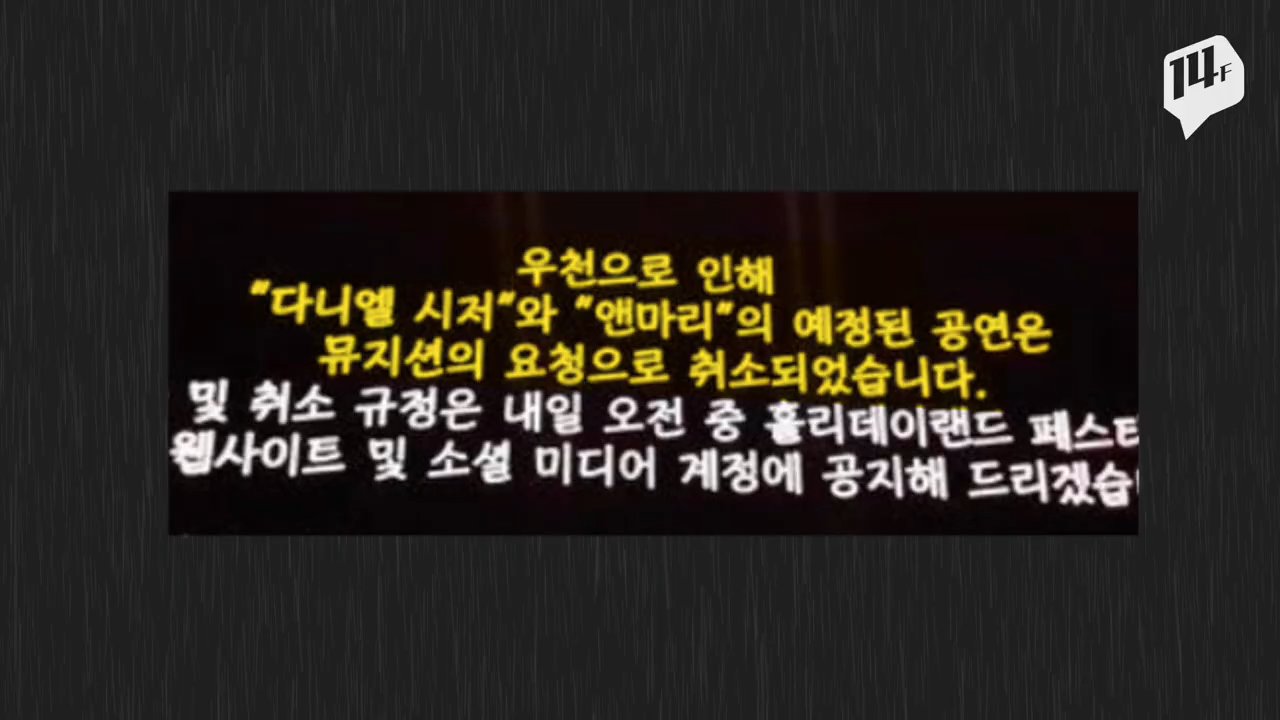 14F
우천으로 인해
"다니엘 시저"와 "앤마리"의 예정된 공연은
뮤지션의 요청으로 취소되었습니다.
및 취소 규정은 내일 오전 중 홀리데이랜드 페스티
웹사이트 및 소셜 미디어 계정에 공지해 드리겠습